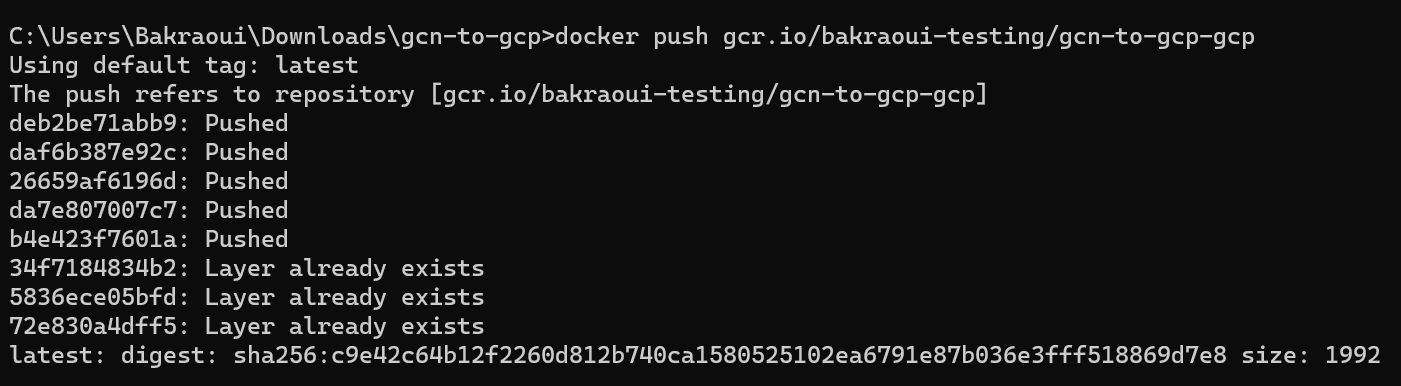 C:\Users\Bakraoui\Downloads\gcn-to-gcp>docker push gcr.io/bakraoui-testing/gcn-to-gcp-gcp
Using default tag: latest
The push refers to repository [gcr.io/bakraoui-testing/gcn-to-gcp-gcp]
deb2be71abb9: Pushed
daf6b387e92c: Pushed
26659af6196d: Pushed
da7e807007c7: Pushed
b4e423f7601a: Pushed
34f7184834b2: Layer already exists
5836ece05bfd: Layer already exists
72e830a4dff5: Layer already exists
latest: digest: sha256:c9e42c64b12f2260d812b740ca1580525102ea6791e87b036e3fff518869d7e8 size: 1992